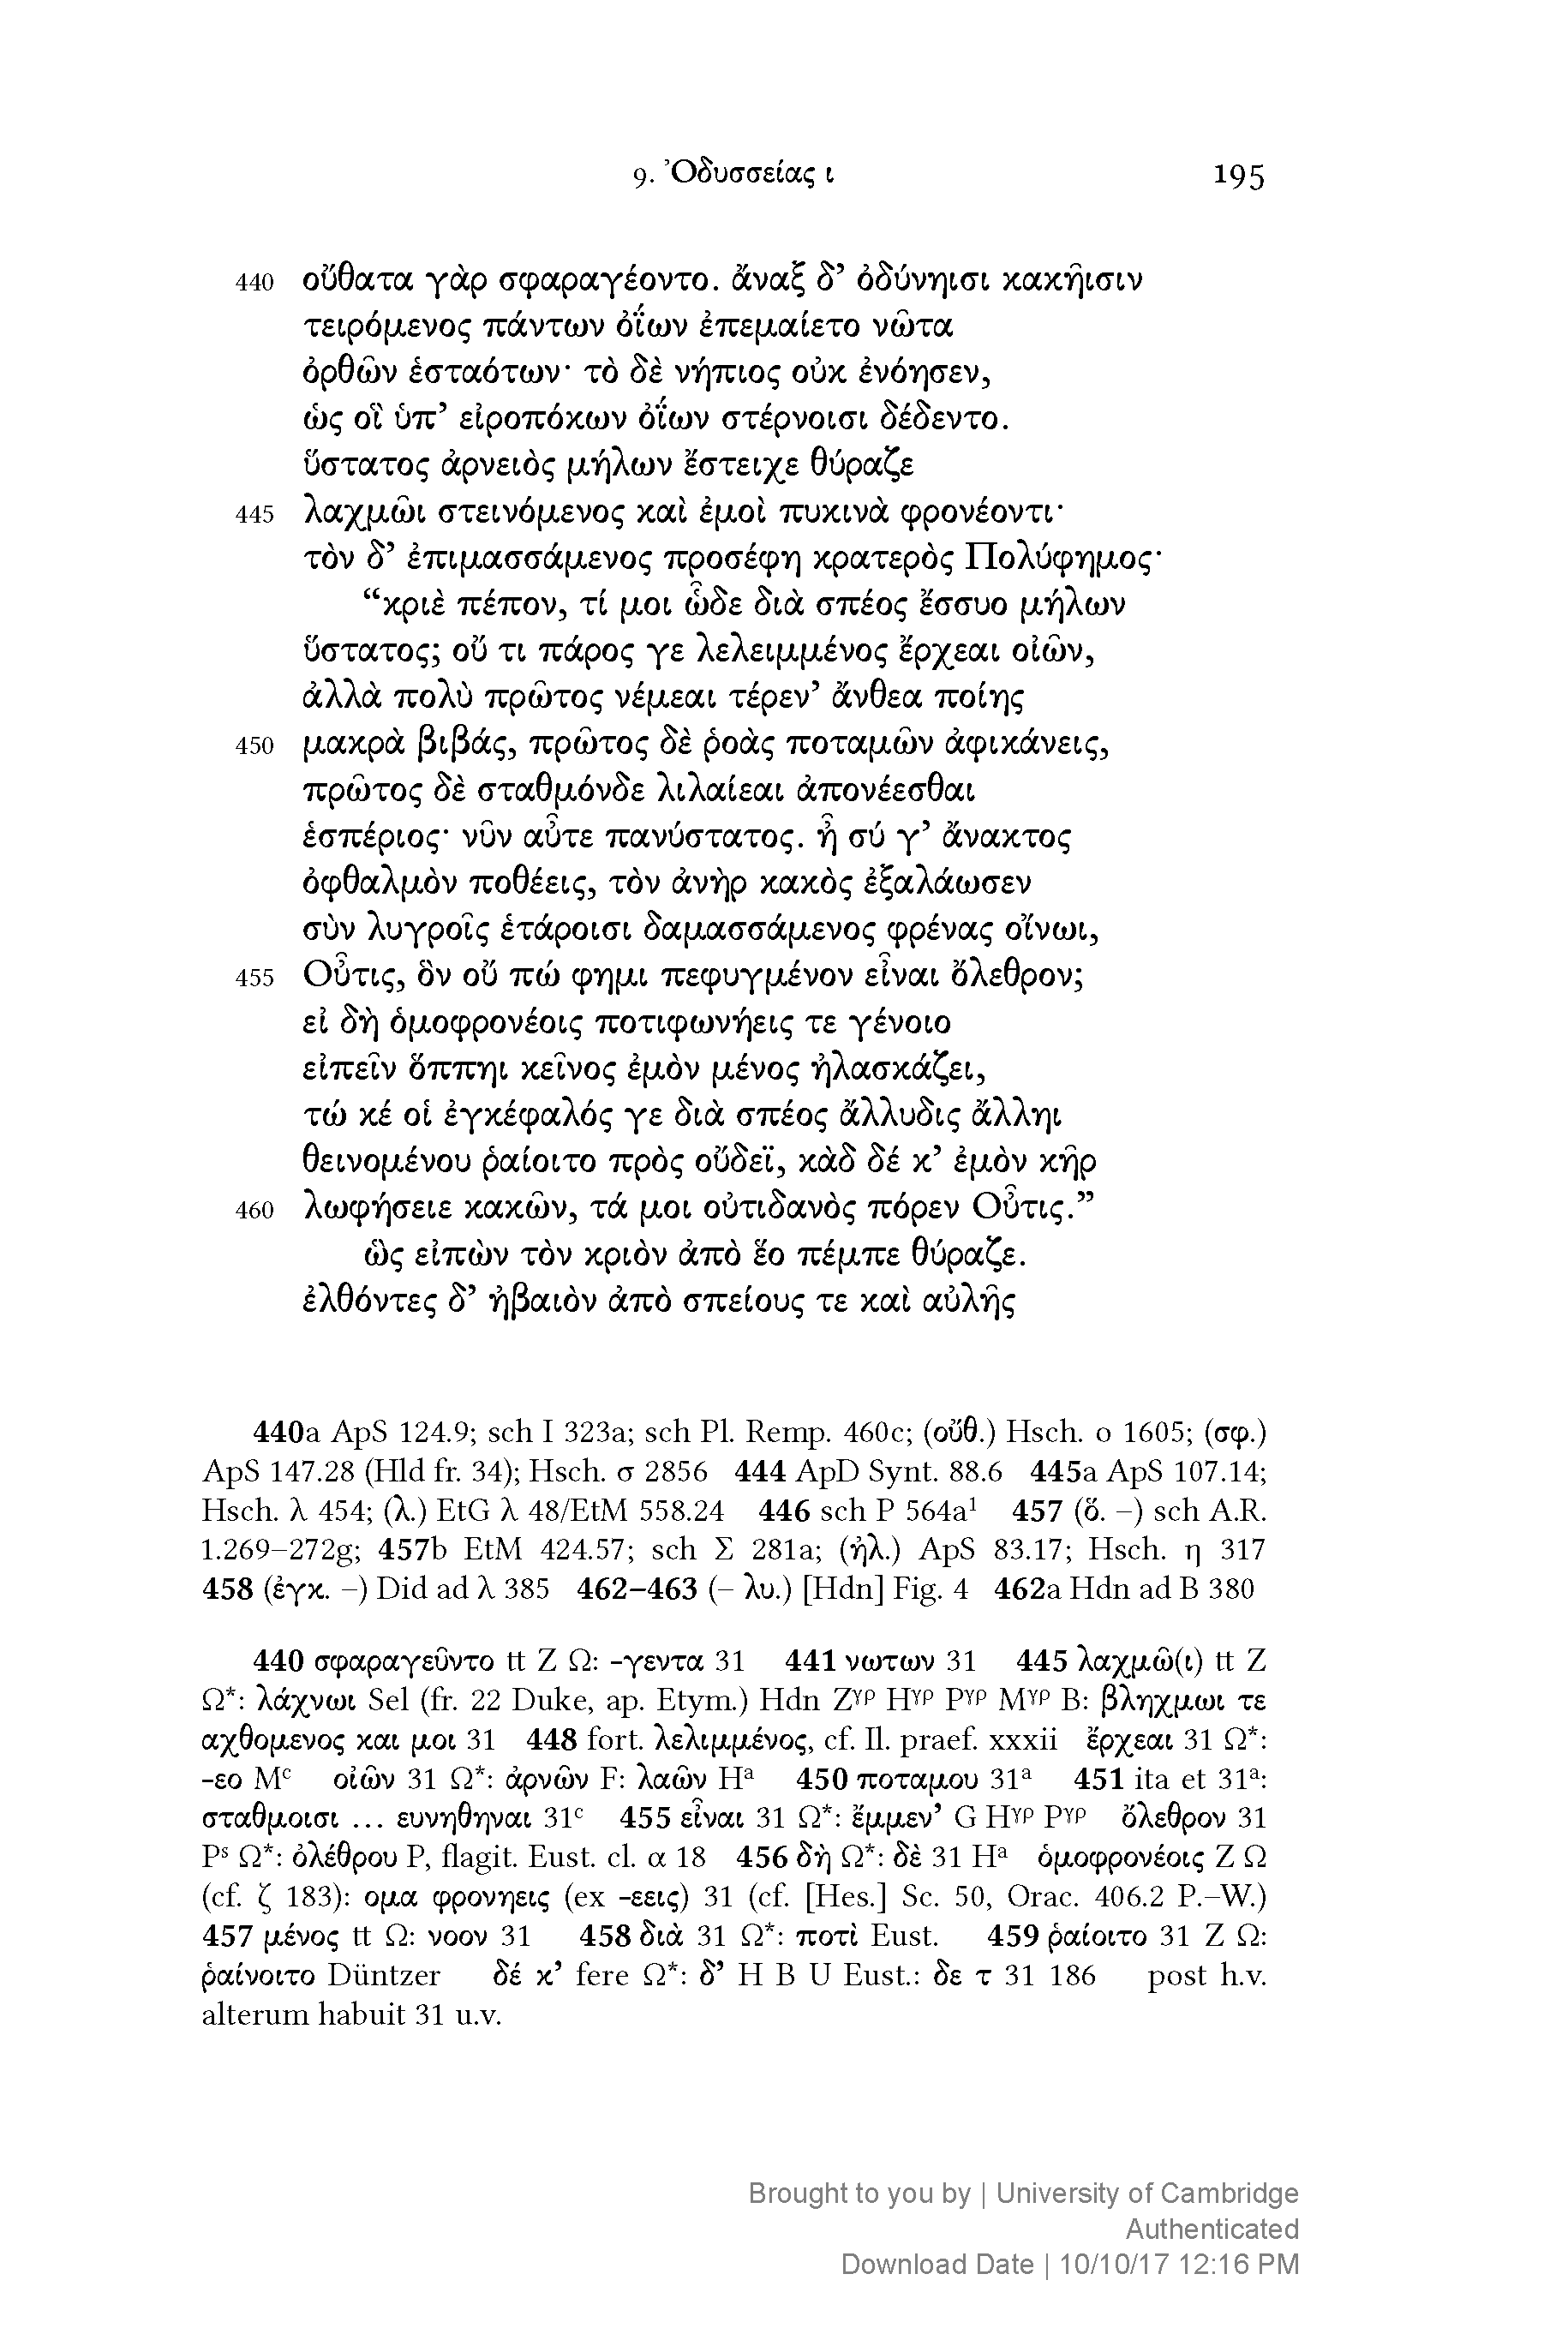 9. Ὀδυσσείας ι 195
440 οὔθατα γὰρ σφαραγέοντο. ἄναξ δ’ ὀδύνηισι κακῆισιν
τειρόμενος πάντων ὀΐων ἐπεμαίετο νῶτα
ὀρθῶν ἑσταότων· τὸ δὲ νήπιος οὐκ ἐνόησεν,
ὥς οἳ ὑπ’ εἰροπόκων ὀΐων στέρνοισι δέδεντο.
ὕστατος ἀρνειὸς μήλων ἔστειχε θύραζε
445 λαχμῶι στεινόμενος καὶ ἐμοὶ πυκινὰ φρονέοντι·
τὸν δ’ ἐπιμασσάμενος προσέφη κρατερὸς Πολύφημος·
“κριὲ πέπον, τί μοι ὧδε διὰ σπέος ἔσσυο μήλων
ὕστατος; οὔ τι πάρος γε λελειμμένος ἔρχεαι οἰῶν,
ἀλλὰ πολὺ πρῶτος νέμεαι τέρεν’ ἄνθεα ποίης
450 μακρὰ βιβάς, πρῶτος δὲ ῥοὰς ποταμῶν ἀφικάνεις,
πρῶτος δὲ σταθμόνδε λιλαίεαι ἀπονέεσθαι
ἑσπέριος· νῦν αὖτε πανύστατος. ἦ σύ γ’ ἄνακτος
ὀφθαλμὸν ποθέεις, τὸν ἀνὴρ κακὸς ἐξαλάωσεν
σὺν λυγροῖς ἑτάροισι δαμασσάμενος φρένας οἴνωι,
455 Οὖτις, ὃν οὔ πώ φημι πεφυγμένον εἶναι ὄλεθρον;
εἰ δὴ ὁμοφρονέοις ποτιφωνήεις τε γένοιο
εἰπεῖν ὅππηι κεῖνος ἐμὸν μένος ἠλασκάζει,
τώ κέ οἱ ἐγκέφαλός γε διὰ σπέος ἄλλυδις ἄλληι
θεινομένου ῥαίοιτο πρὸς οὔδεϊ, κὰδ δέ κ’ ἐμὸν κῆρ
460 λωφήσειε κακῶν, τά μοι οὐτιδανὸς πόρεν Οὖτις.”
ὣς εἰπὼν τὸν κριὸν ἀπὸ ἕο πέμπε θύραζε.
ἐλθόντες δ’ ἠβαιὸν ἀπὸ σπείους τε καὶ αὐλῆς
440a ApS 124.9; sch I 323a; sch Pl. Remp. 460c; (οὔθ.) Hsch. ο 1605; (σφ.)
ApS 147.28 (Hld fr. 34); Hsch. σ 2856 444 ApD Synt. 88.6 445a ApS 107.14;
Hsch. λ 454; (λ.) EtG λ 48/EtM 558.24 446 sch P 564a¹ 457 (ὅ. –) sch A.R.
1.269–272g; 457b EtM 424.57; sch Σ 281a; (ἠλ.) ApS 83.17; Hsch. η 317
458 (ἐγκ. –) Did ad λ 385 462–463 (– λυ.) [Hdn] Fig. 4 462a Hdn ad B 380
440 σφαραγεῦντο tt Z Ω: -γεντα 31 441 νωτων 31 445 λαχμῶ(ι) tt Z
Ω*: λάχνωι Sel (fr. 22 Duke, ap. Etym.) Hdn Zᵞᴾ Hᵞᴾ Pᵞᴾ Mᵞᴾ B: βληχμωι τε
αχθομενος και μοι 31 448 fort. λελιμμένος, cf. Il. praef. xxxii ἔρχεαι 31 Ω*:
-εο Mᶜ οἰῶν 31 Ω*: ἀρνῶν F: λαῶν Hᵃ 450 ποταμου 31ᵃ 451 ita et 31ᵃ:
σταθμοισι ... ευνηθηναι 31ᶜ 455 εἶναι 31 Ω*: ἔμμεν’ G Hᵞᴾ Pᵞᴾ ὄλεθρον 31
Pˢ Ω*: ὀλέθρου P, flagit. Eust. cl. α 18 456 δὴ Ω*: δὲ 31 Hᵃ ὁμοφρονέοις Z Ω
(cf. ζ 183): ομα φρονηεις (ex -εεις) 31 (cf. [Hes.] Sc. 50, Orac. 406.2 P.–W.)
457 μένος tt Ω: νοον 31 458 διὰ 31 Ω*: ποτὶ Eust. 459 ῥαίοιτο 31 Z Ω:
ῥαίνοιτο Düntzer δέ κ’ fere Ω*: δ’ H B U Eust.: δε τ 31 186 post h.v.
alterum habuit 31 u.v.
Brought to you by | University of Cambridge
Authenticated
Download Date | 10/10/17 12:16 PM